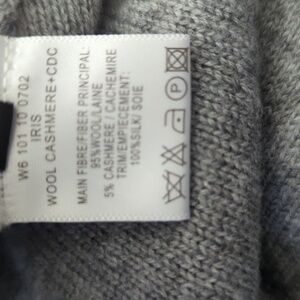 W6 101 10 0702
IRIS
WOOL CASHMERE+CDC
MAIN FIBRE/FIBER PRINCIPAL:
95%WOOL/LAINE
5% CASHMERE / CACHEMIRE
TRIM/EMPIECEMENT:
100%SILK/ SOIE